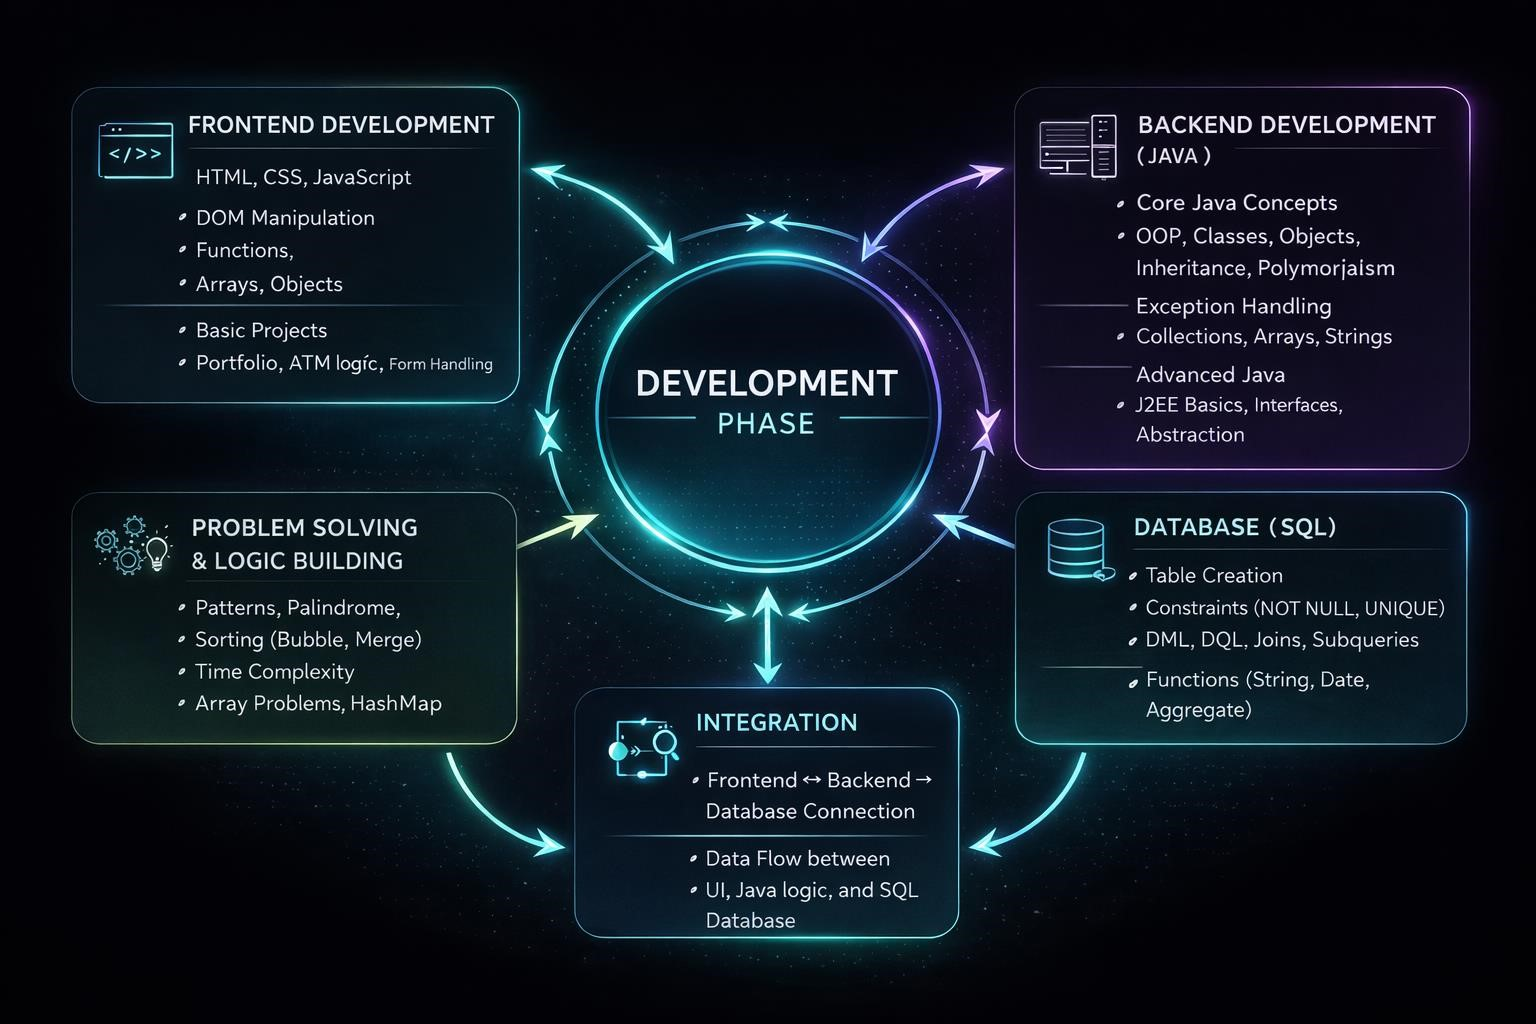 FRONTEND DEVELOPMENT
</>>
HTML, CSS, JavaScript
DOM Manipulation
Functions,
Arrays, Objects
Basic Projects
Portfolio, ATM logíc, Form Handling
BACKEND DEVELOPMENT
( JAVA )
Core Java Concepts
OOP, Classes, Objects,
Inheritance, Polymorjalsm
Exception Handling
Collections, Arrays, Strings
Advanced Java
J2EE Basics, Interfaces,
Abstraction
DEVELOPMENT
PHASE
PROBLEM SOLVING
& LOGIC BUILDING
Patterns, Palindrome,
Sorting (Bubble, Merge)
Time Complexity
Array Problems, HashMap
DATABASE ( SQL)
Table Creation
Constraints (NOT NULL, UNIQUE)
DML, DQL, Joins, Subqueries
Functions (String, Date,
Aggregate)
INTEGRATION
Frontend ↔ Backend →
Database Connection
Data Flow between
UI, Java logic, and SQL
Database